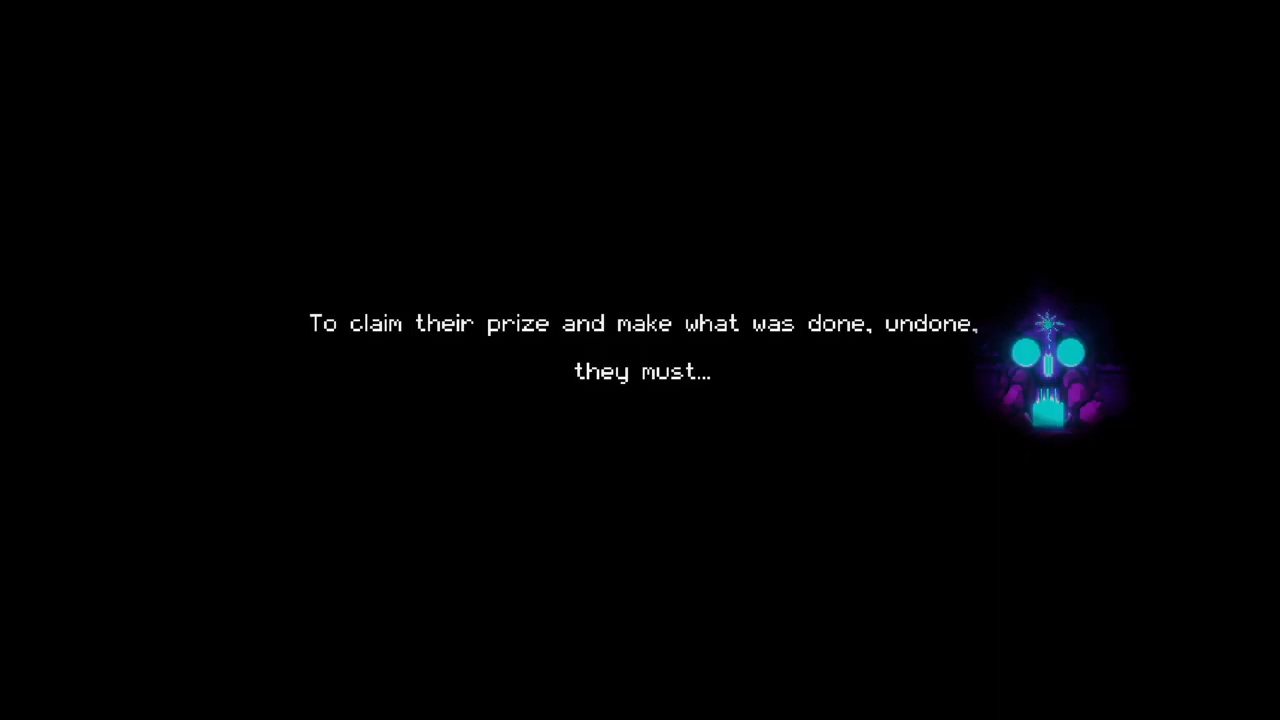 To claim their prize and make what was done, undone,
they must...